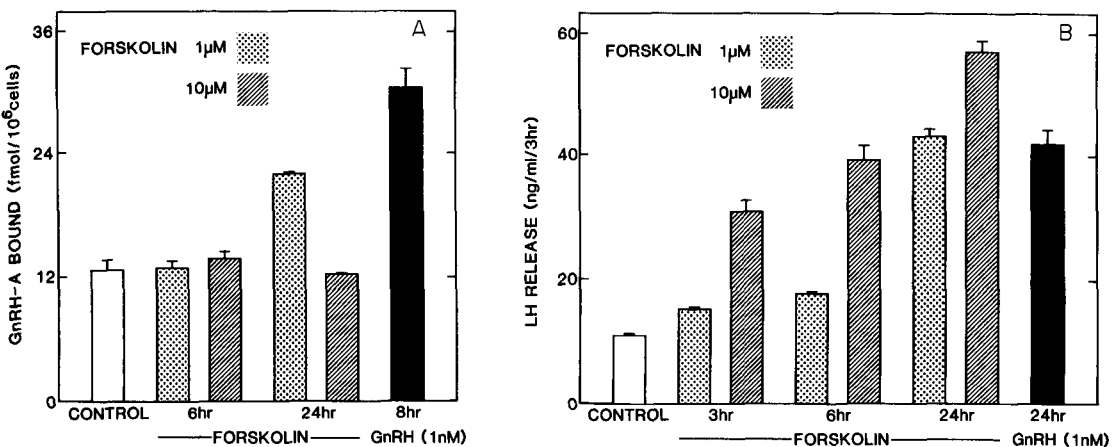 36
24
12
0
GnRH-A BOUND (fmol/10⁶cells)
A
FORSKOLIN 1µM
10µM
CONTROL 6hr 24hr 8hr
FORSKOLIN GnRH (1nM)
60
40
20
0
LH RELEASE (ng/ml/3hr)
B
FORSKOLIN 1µM
10µM
CONTROL 3hr 6hr 24hr 24hr
FORSKOLIN GnRH (1nM)